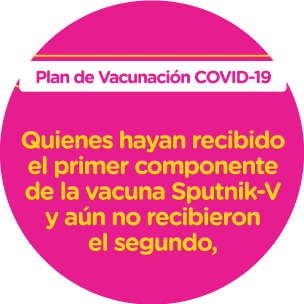 Plan de Vacunación COVID-19
Quienes hayan recibido
el primer componente
de la vacuna Sputnik-V
y aún no recibieron
el segundo,